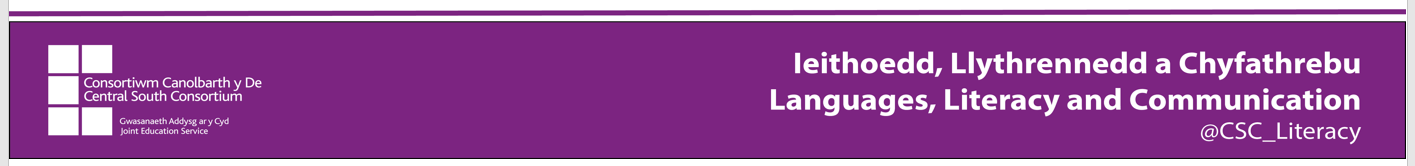 Consortiwm Canolbarth y De
Central South Consortium
Gwasanaeth Addysg ar y Cyd
Joint Education Service
Ieithoedd, Llythrennedd a Chyfathrebu
Languages, Literacy and Communication
@CSC_Literacy